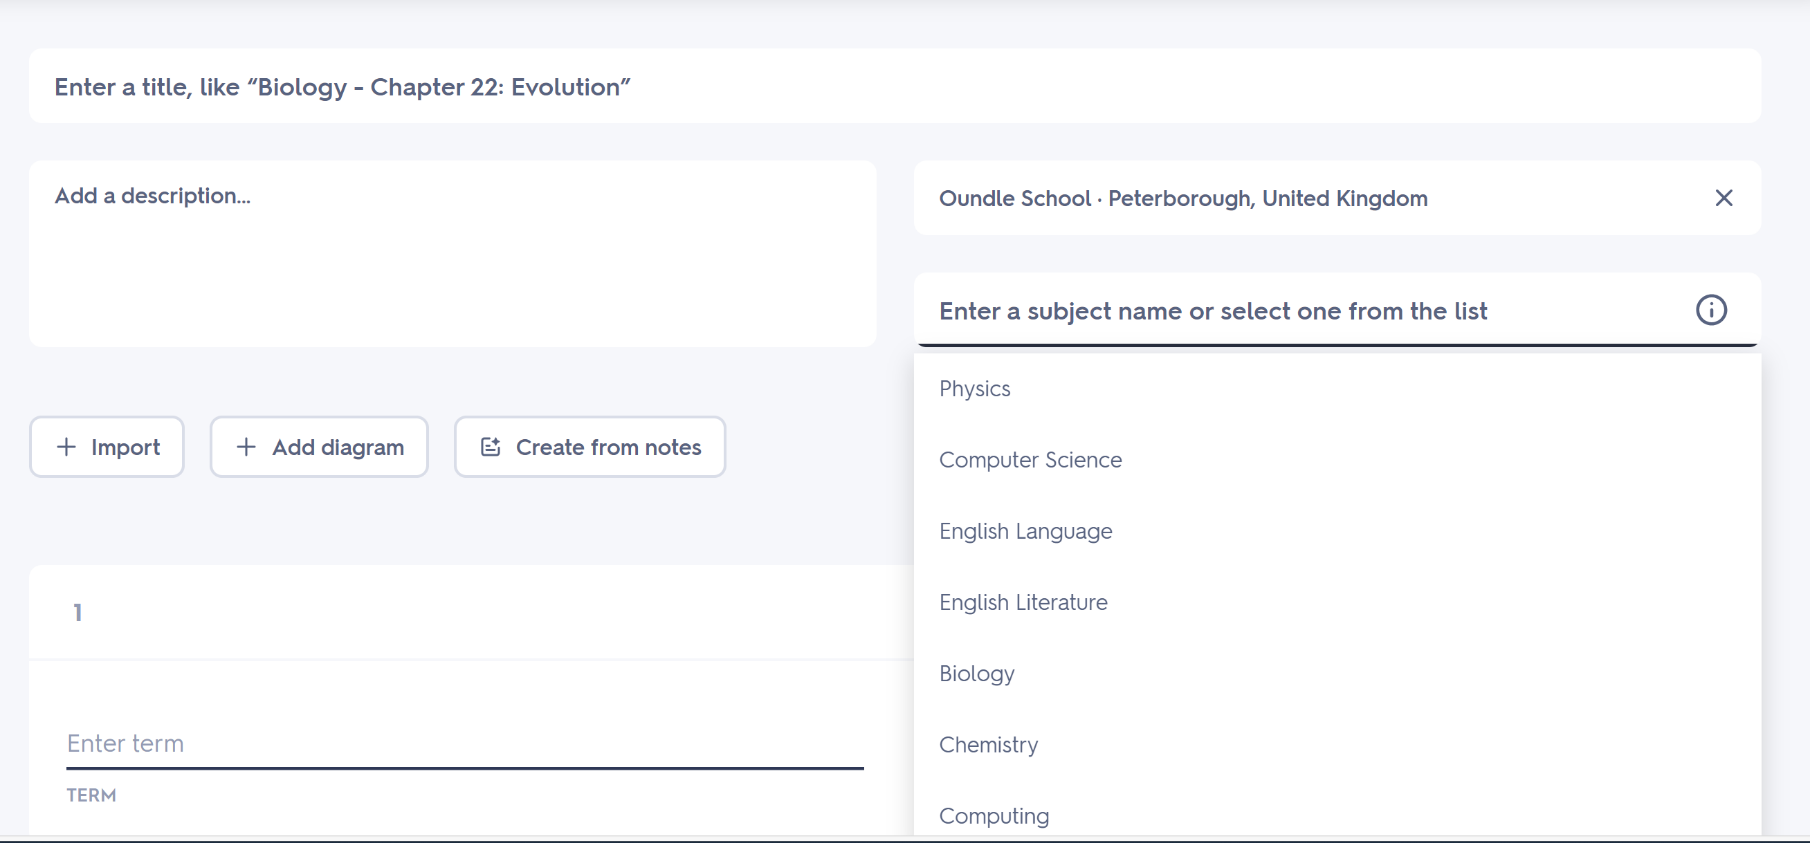 Enter a title, like “Biology - Chapter 22: Evolution”
Add a description...
Oundle School · Peterborough, United Kingdom
Enter a subject name or select one from the list
Physics
Computer Science
English Language
English Literature
Biology
Chemistry
Computing
Import
Add diagram
Create from notes
1
Enter term
TERM